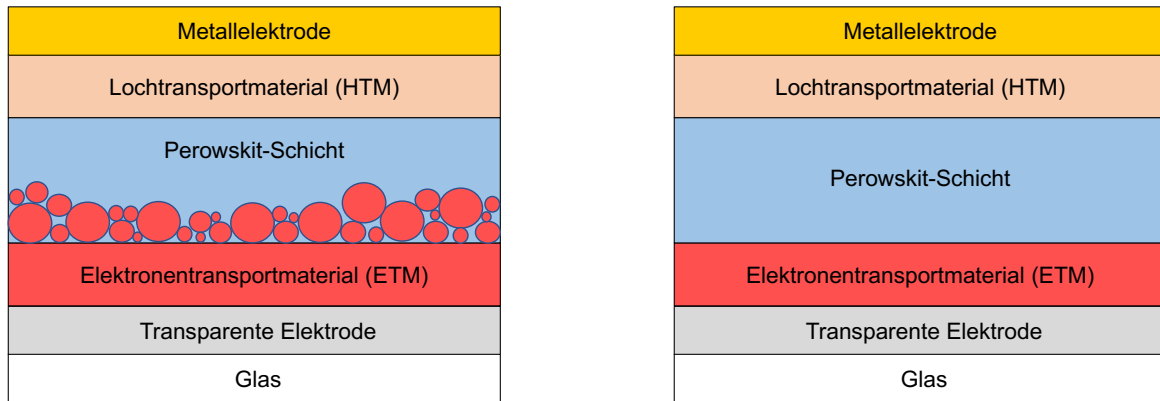 Metallelektrode
Lochtransportmaterial (HTM)
Perowskit-Schicht
Elektronentransportmaterial (ETM)
Transparente Elektrode
Glas
Metallelektrode
Lochtransportmaterial (HTM)
Perowskit-Schicht
Elektronentransportmaterial (ETM)
Transparente Elektrode
Glas